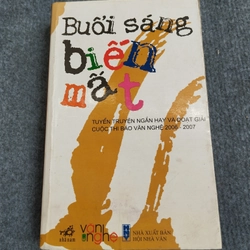 Buổi sáng
biến
mất
TUYỂN TRUYỆN NGẮN HAY VÀ ĐOẠT GIẢI
CUỘC THI BÁO VĂN NGHỆ 2006 - 2007
văn nghệ
NHÀ XUẤT BẢN
HỘI NHÀ VĂN